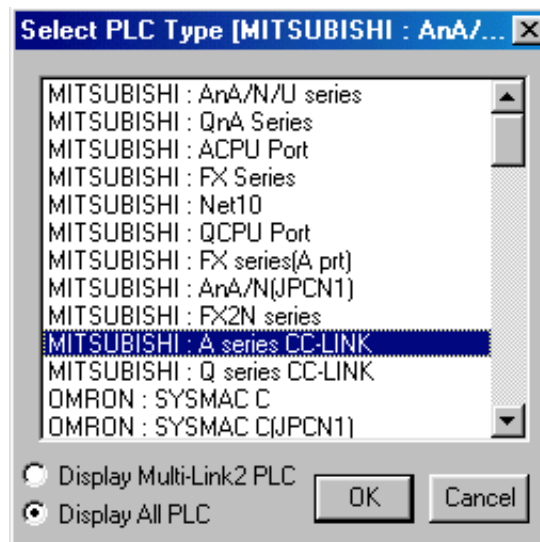 Select PLC Type [MITSUBISHI : AnA/...
MITSUBISHI : AnA/N/U series
MITSUBISHI : QnA Series
MITSUBISHI : ACPU Port
MITSUBISHI : FX Series
MITSUBISHI : Net10
MITSUBISHI : QCPU Port
MITSUBISHI : FX series(A prt)
MITSUBISHI : AnA/N(JPCN1)
MITSUBISHI : FX2N series
MITSUBISHI : A series CC-LINK
MITSUBISHI : Q series CC-LINK
OMRON : SYSMAC C
OMRON : SYSMAC C(JPCN1)
Display Multi-Link2 PLC
Display All PLC
OK
Cancel